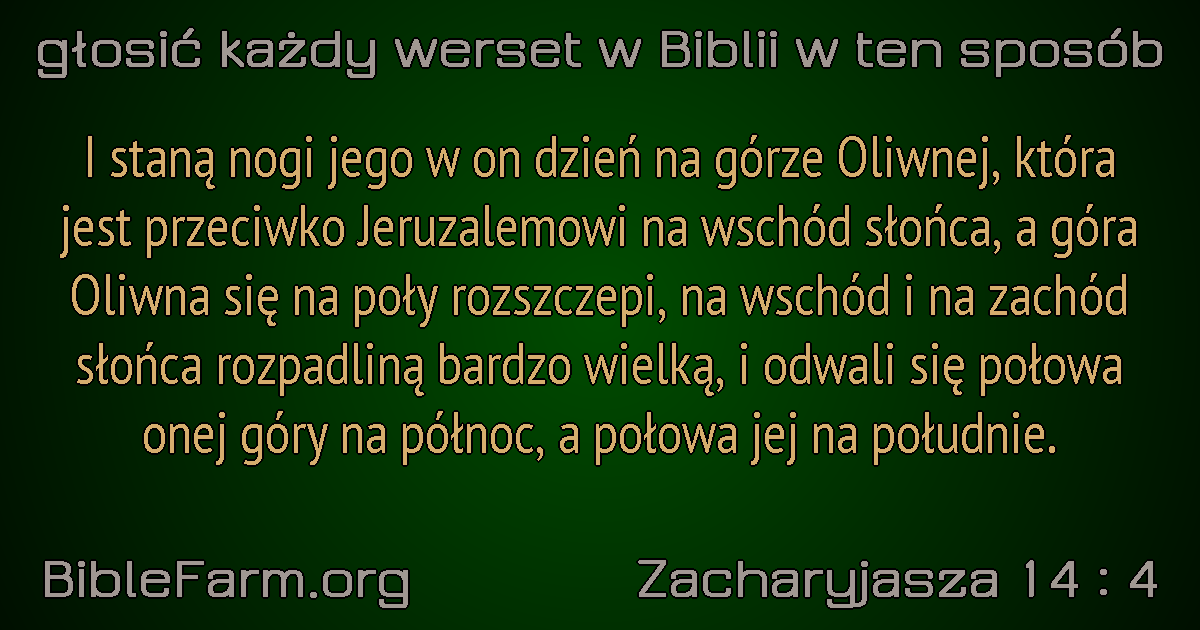 głosić każdy werset w Biblii w ten sposób
I staną nogi jego w on dzień na górze Oliwnej, która
jest przeciwko Jeruzalemowi na wschód słońca, a góra
Oliwna się na poły rozszczepi, na wschód i na zachód
słońca rozpadliną bardzo wielką, i odwali się połowa
onej góry na północ, a połowa jej na południe.
BibleFarm.org
Zacharyjasza 14 : 4